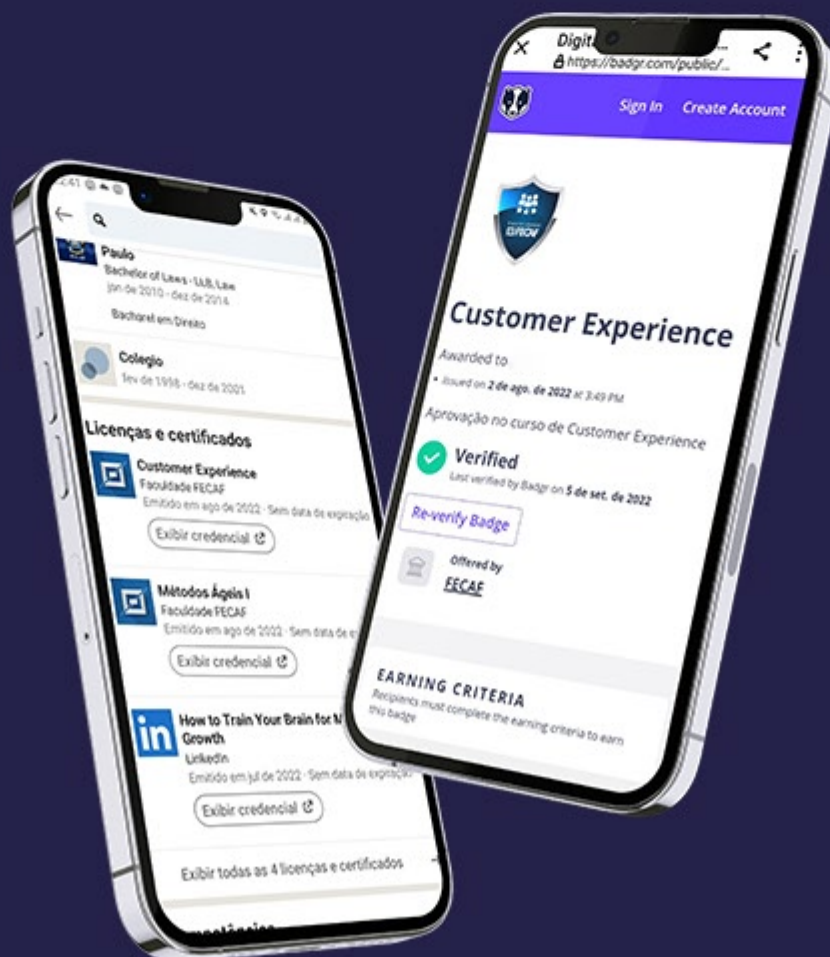 Paulo
Bachelor of Laws - LLB, Law
jan de 2010 - dez de 2014
Bacharel em Direito
Colegio
fev de 1998 - dez de 2001
Licenças e certificados
Customer Experience
Faculdade FECAF
Emitido em ago de 2022 · Sem data de expiração
Exibir credencial
Métodos Ágeis I
Faculdade FECAF
Emitido em ago de 2022 · Sem data de
Exibir credencial
in
How to Train Your Brain for
Growth
LinkedIn
Emitido em jul de 2022 · Sem data de expiração
Exibir credencial
Exibir todas as 4 licenças e certificados
https://badgr.com/public/...
Sign In Create Account
Customer Experience
Awarded to
• Issued on 2 de ago. de 2022 at 3:49 PM
Aprovação no curso de Customer Experience
Verified
Last verified by Badgr on 5 de set. de 2022
Re-verify Badge
Offered by
FECAF
EARNING CRITERIA
Recipients must complete the earning criteria to earn
this badge